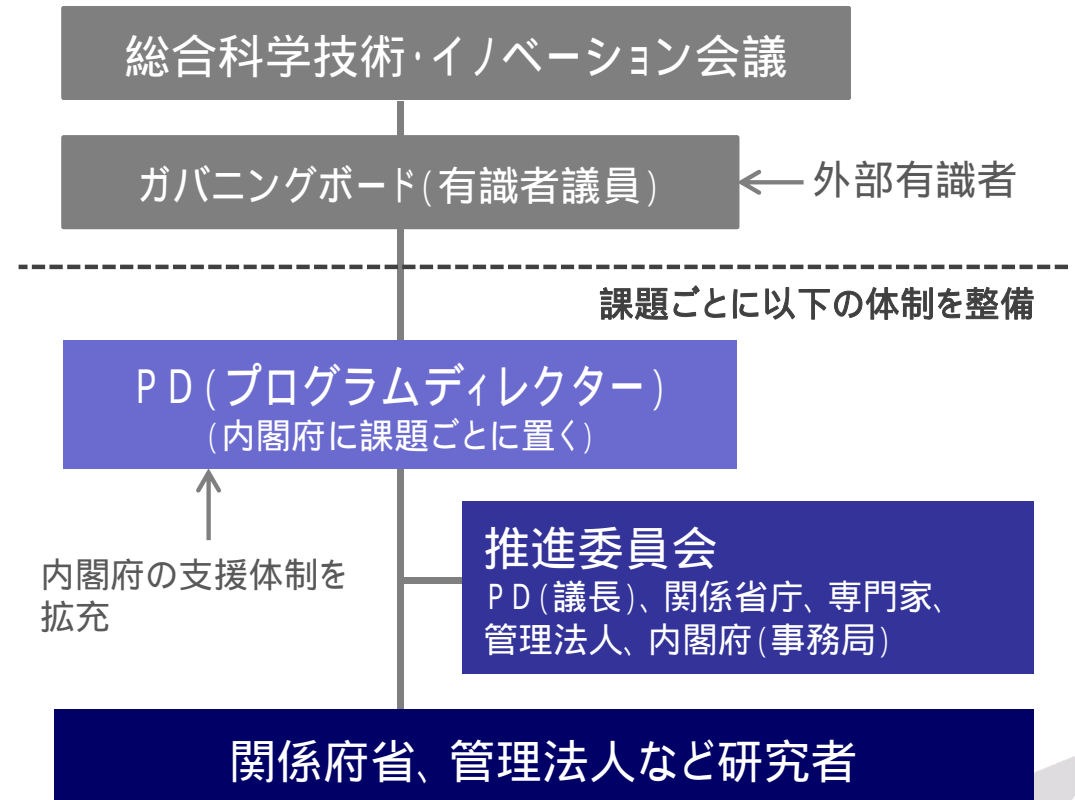 総合科学技術・イノベーション会議
ガバニングボード(有識者議員)
外部有識者
課題ごとに以下の体制を整備
PD(プログラムディレクター)
(内閣府に課題ごとに置く)
内閣府の支援体制を
拡充
推進委員会
PD(議長)、関係省庁、専門家、
管理法人、内閣府(事務局)
関係府省、管理法人など研究者